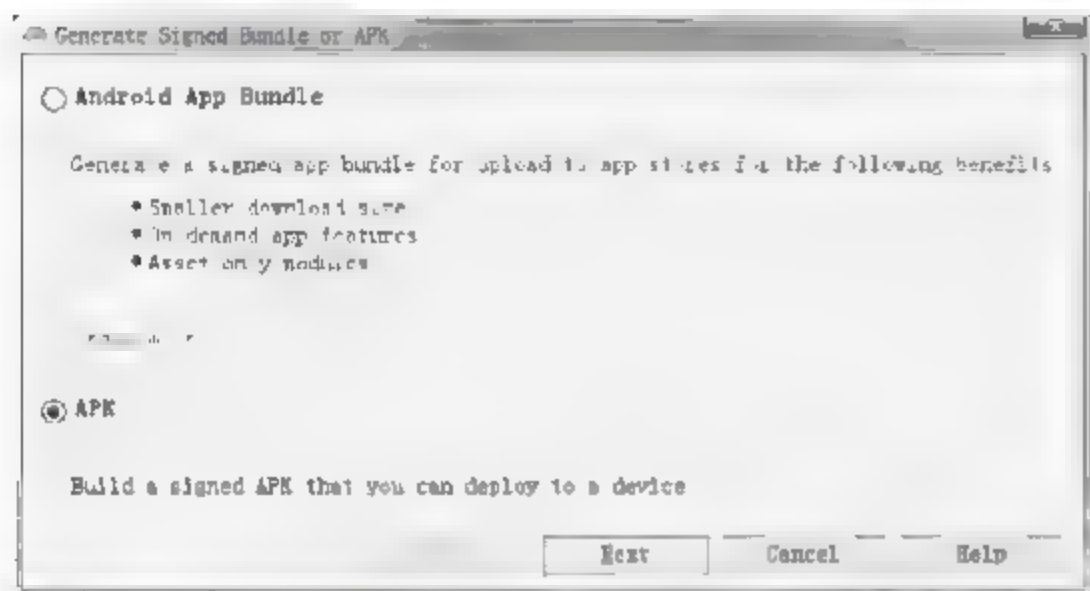 Generate Signed Bundle or APK
Android App Bundle
Generate a signed app bundle for upload to app stores for the following benefits
• Smaller download size
• On demand app features
• Asset only modules
APK
Build a signed APK that you can deploy to a device
Next Cancel Help